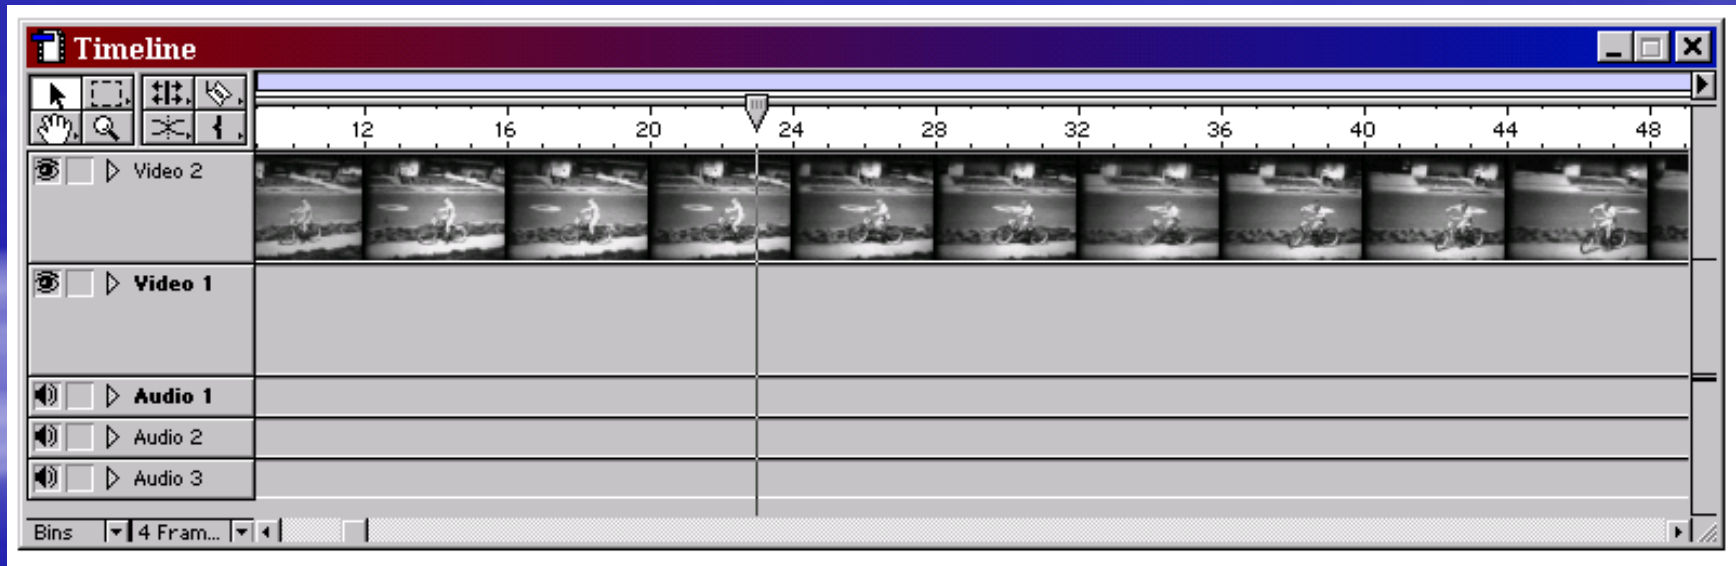 Timeline
12 16 20 24 28 32 36 40 44 48
Video 2
Video 1
Audio 1
Audio 2
Audio 3
Bins 4 Fram...